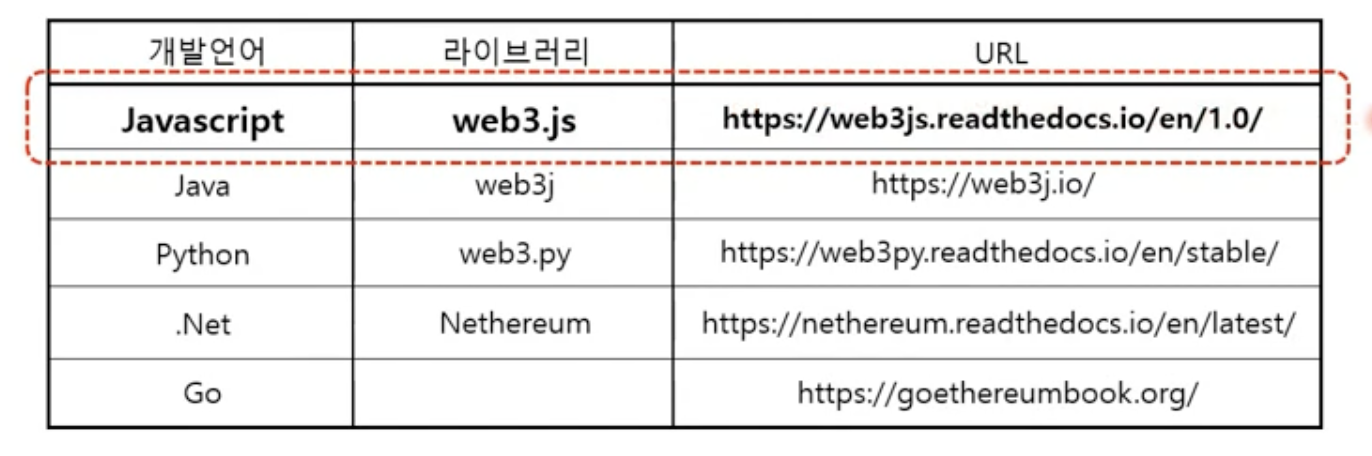 개발언어 라이브러리 URL
Javascript web3.js https://web3js.readthedocs.io/en/1.0/
Java web3j https://web3j.io/
Python web3.py https://web3py.readthedocs.io/en/stable/
.Net Nethereum https://nethereum.readthedocs.io/en/latest/
Go https://goethereumbook.org/